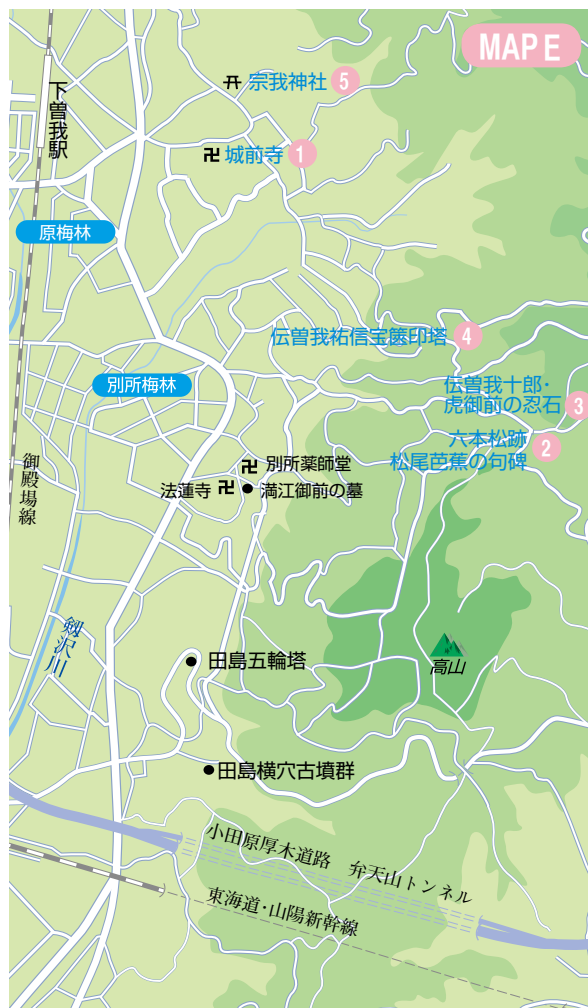 MAP E
宗我神社 5
下曽我駅
城前寺 1
原梅林
伝曽我祐信宝篋印塔 4
別所梅林
伝曽我十郎・
虎御前の忍石 3
六本松跡
松尾芭蕉の句碑 2
御殿場線
別所薬師堂
法蓮寺
満江御前の墓
剱沢川
田島五輪塔
高山
田島横穴古墳群
小田原厚木道路 弁天山トンネル
東海道・山陽新幹線